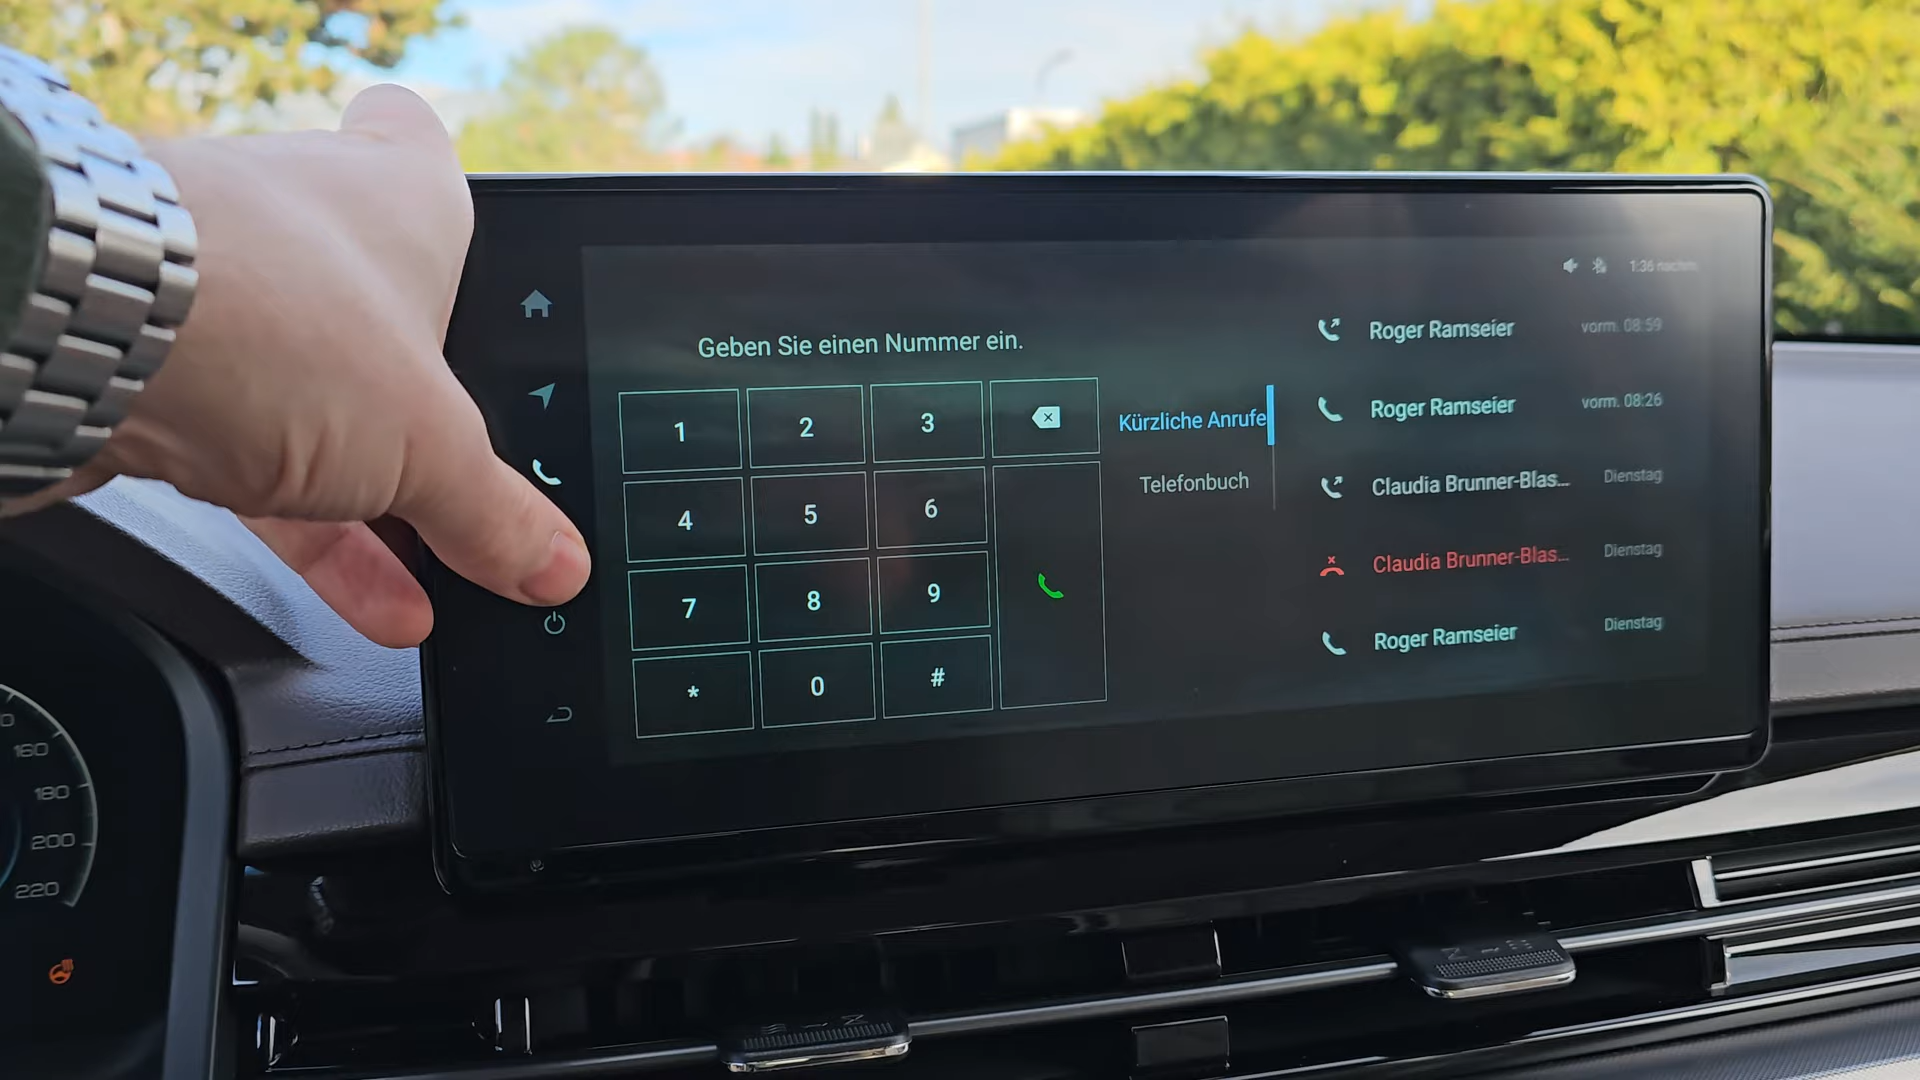 1:36 nachm.
Geben Sie einen Nummer ein.
1 2 3
4 5 6
7 8 9
* 0 #
Kürzliche Anrufe
Telefonbuch
Roger Ramseier vorm. 08:59
Roger Ramseier vorm. 08:26
Claudia Brunner-Blas... Dienstag
Claudia Brunner-Blas... Dienstag
Roger Ramseier Dienstag
160
180
200
220